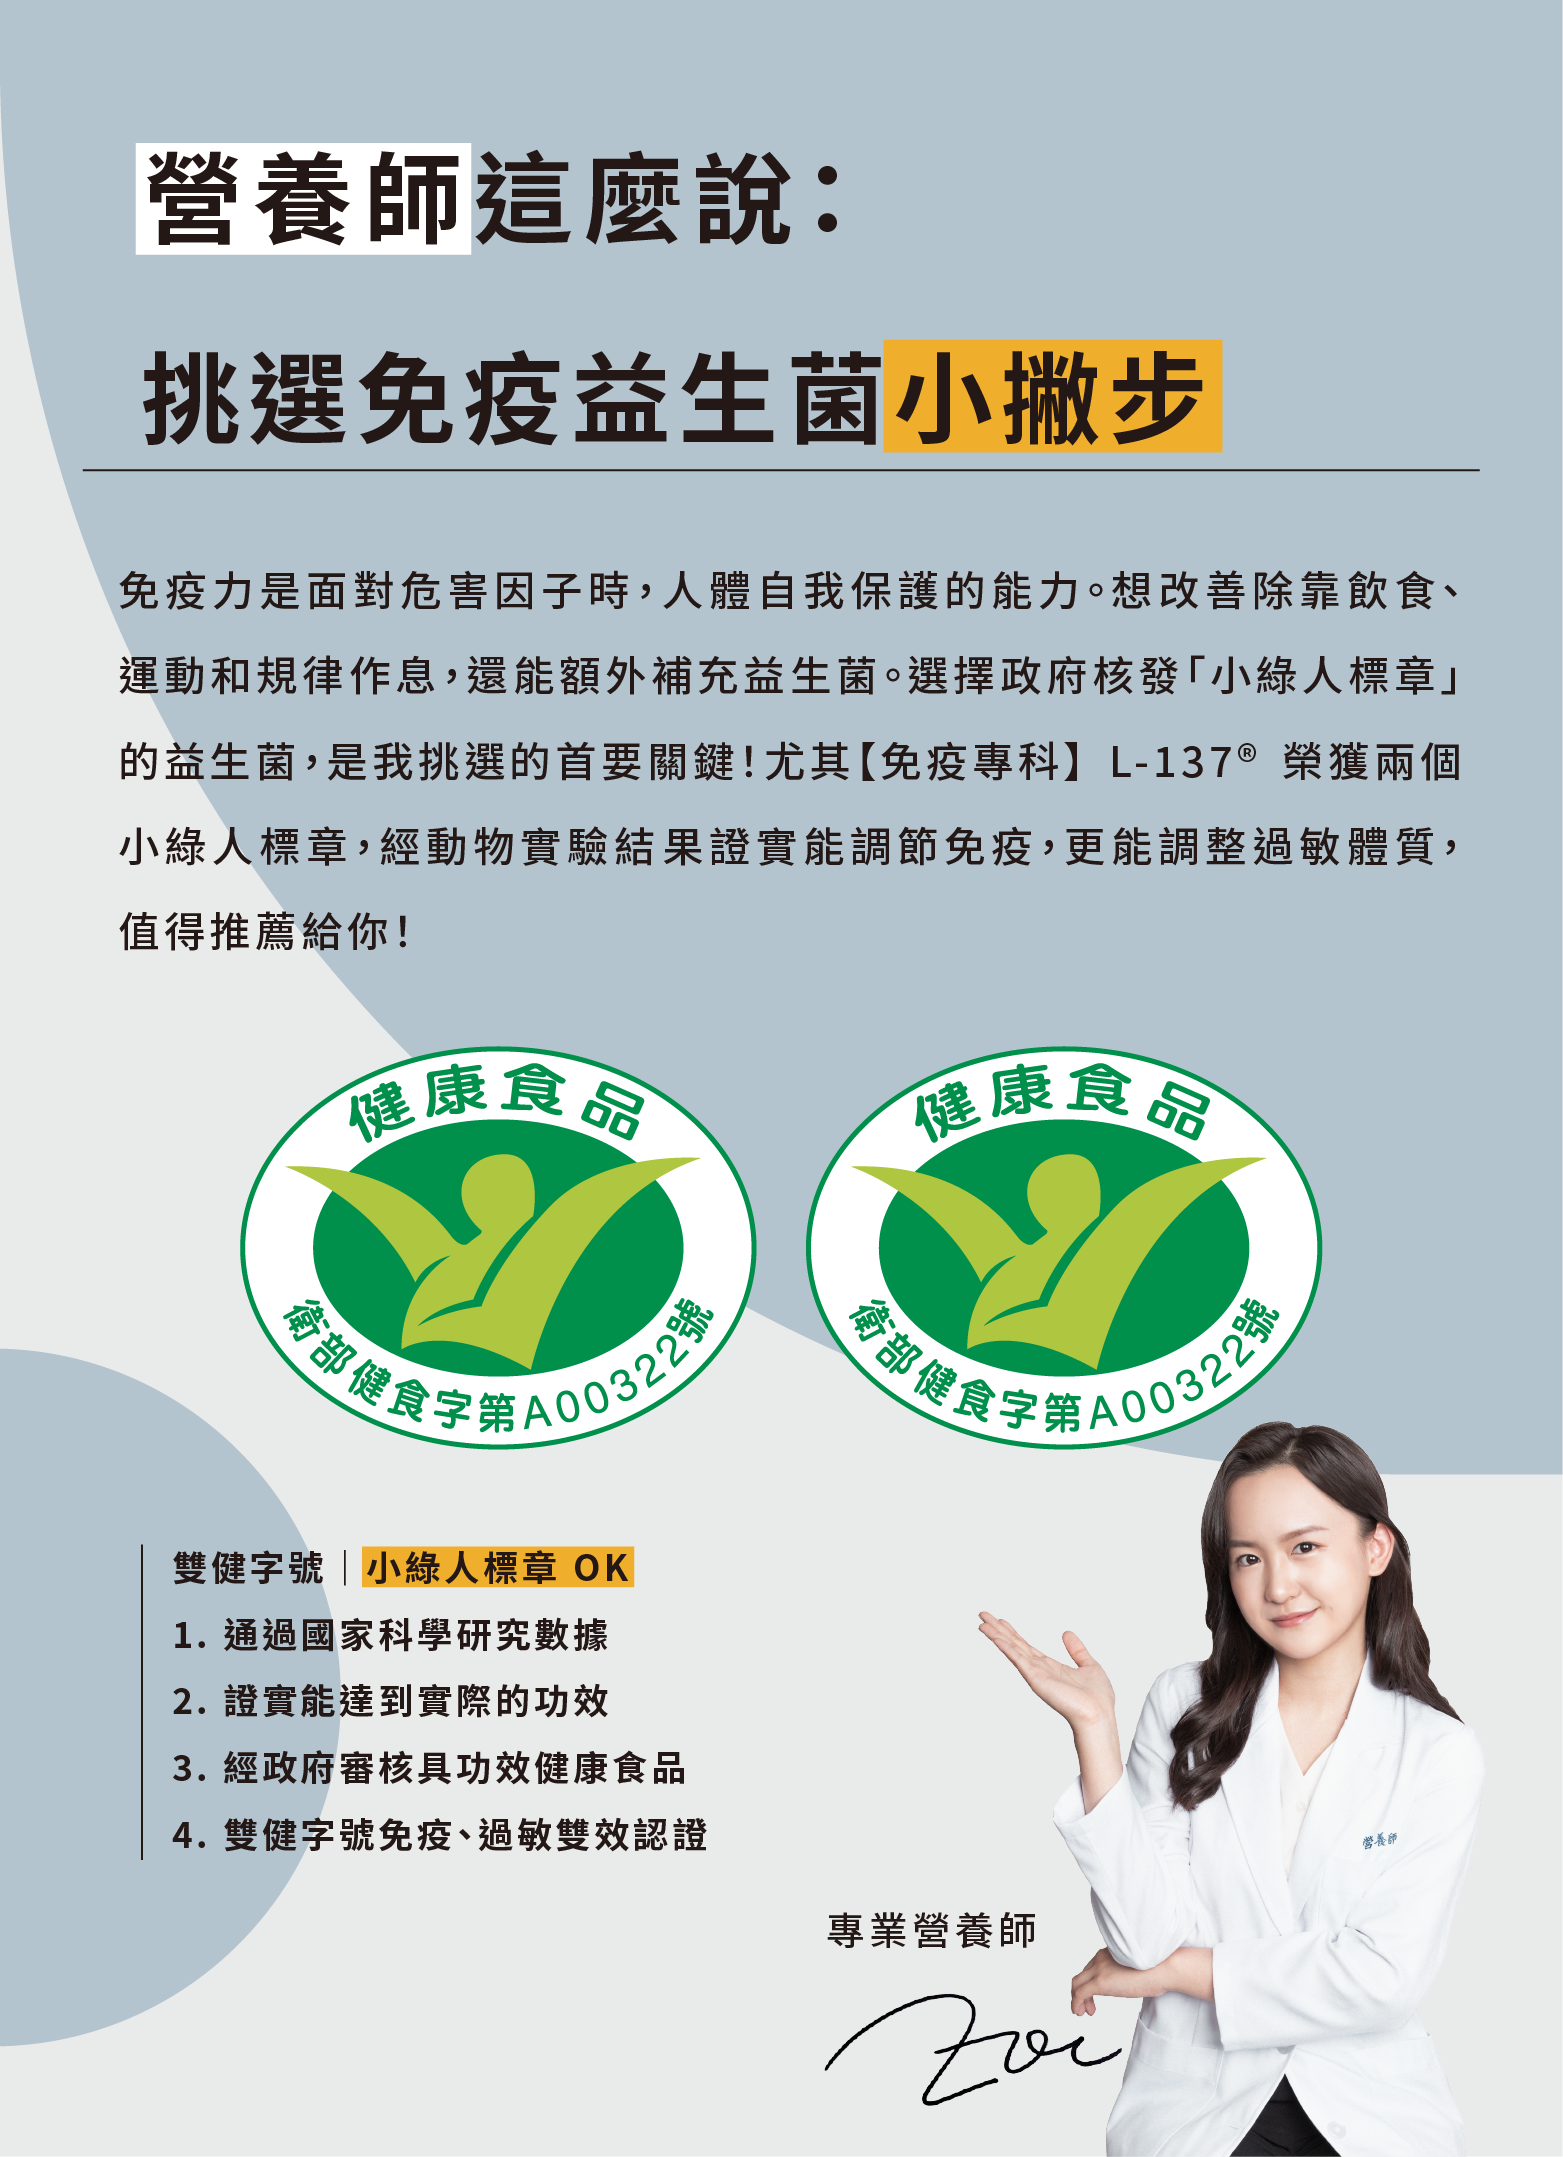 營養師這麼說：
挑選免疫益生菌小撇步
免疫力是面對危害因子時，人體自我保護的能力。想改善除靠飲食、
運動和規律作息，還能額外補充益生菌。選擇政府核發「小綠人標章」
的益生菌，是我挑選的首要關鍵！尤其【免疫專科】L-137® 榮獲兩個
小綠人標章，經動物實驗結果證實能調節免疫，更能調整過敏體質，
值得推薦給你！
健康食品
衛部健食字第A00322號
健康食品
衛部健食字第A00322號
雙健字號｜小綠人標章 OK
1. 通過國家科學研究數據
2. 證實能達到實際的功效
3. 經政府審核具功效健康食品
4. 雙健字號免疫、過敏雙效認證
營養師
專業營養師
Zoe